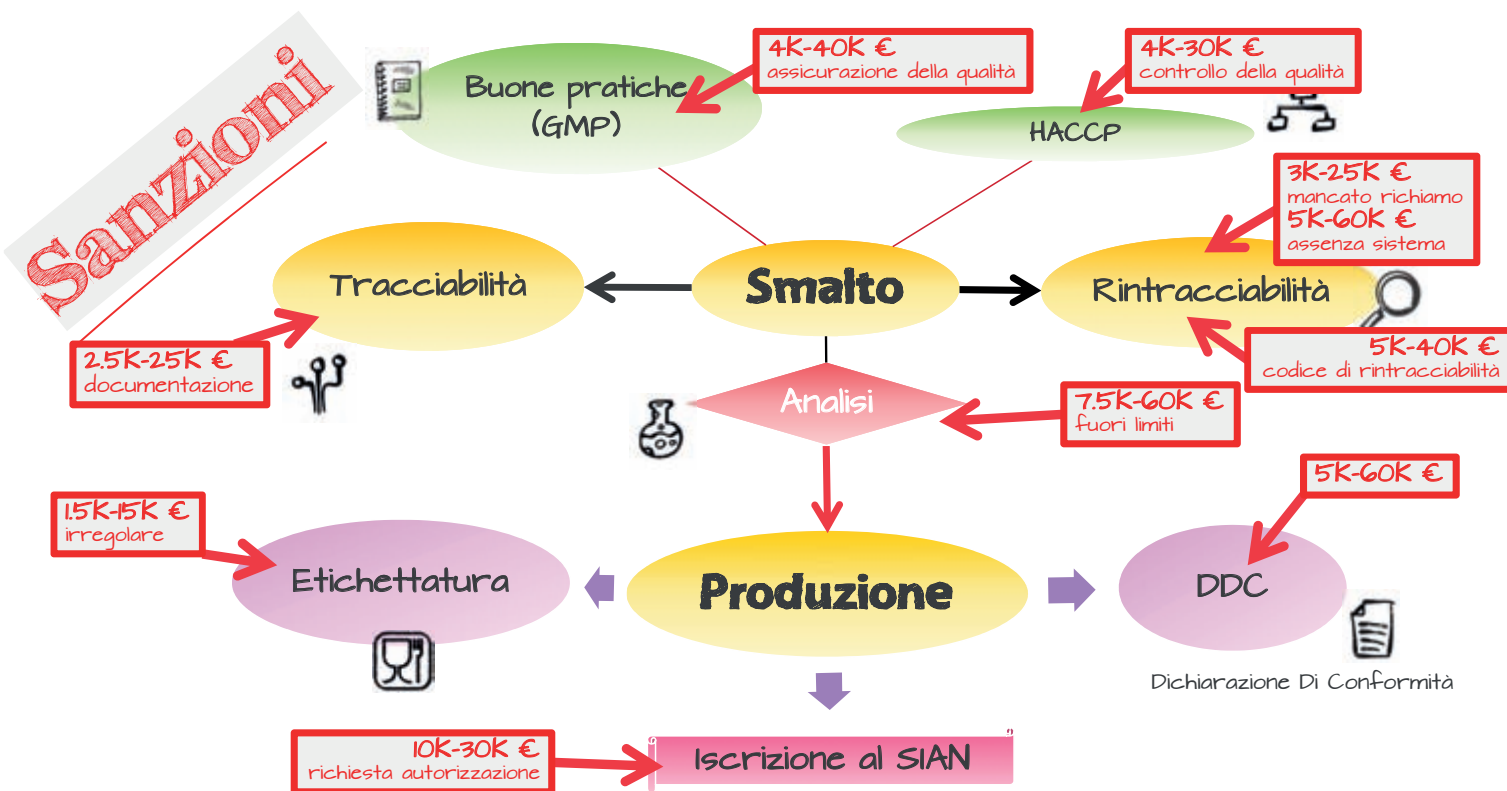 Sanzioni
4K-40K €
assicurazione della qualità
4K-30K €
controllo della qualità
Buone pratiche
(GMP)
HACCP
3K-25K €
mancato richiamo
5K-60K €
assenza sistema
Tracciabilità
Smalto
Rintracciabilità
2.5K-25K €
documentazione
5K-40K €
codice di rintracciabilità
Analisi
7.5K-60K €
fuori limiti
5K-60K €
1.5K-15K €
irregolare
Etichettatura
Produzione
DDC
Dichiarazione Di Conformità
10K-30K €
richiesta autorizzazione
Iscrizione al SIAN